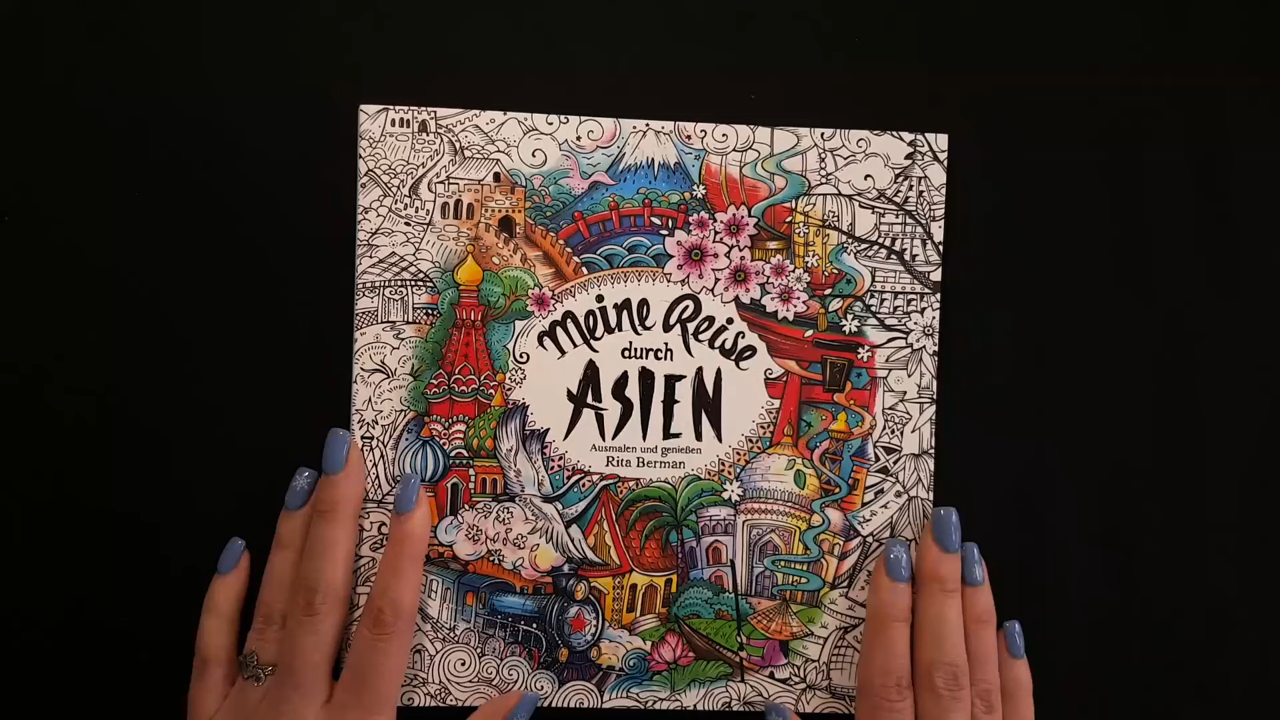 Meine Reise
durch
ASIEN
Ausmalen und genießen
Rita Berman